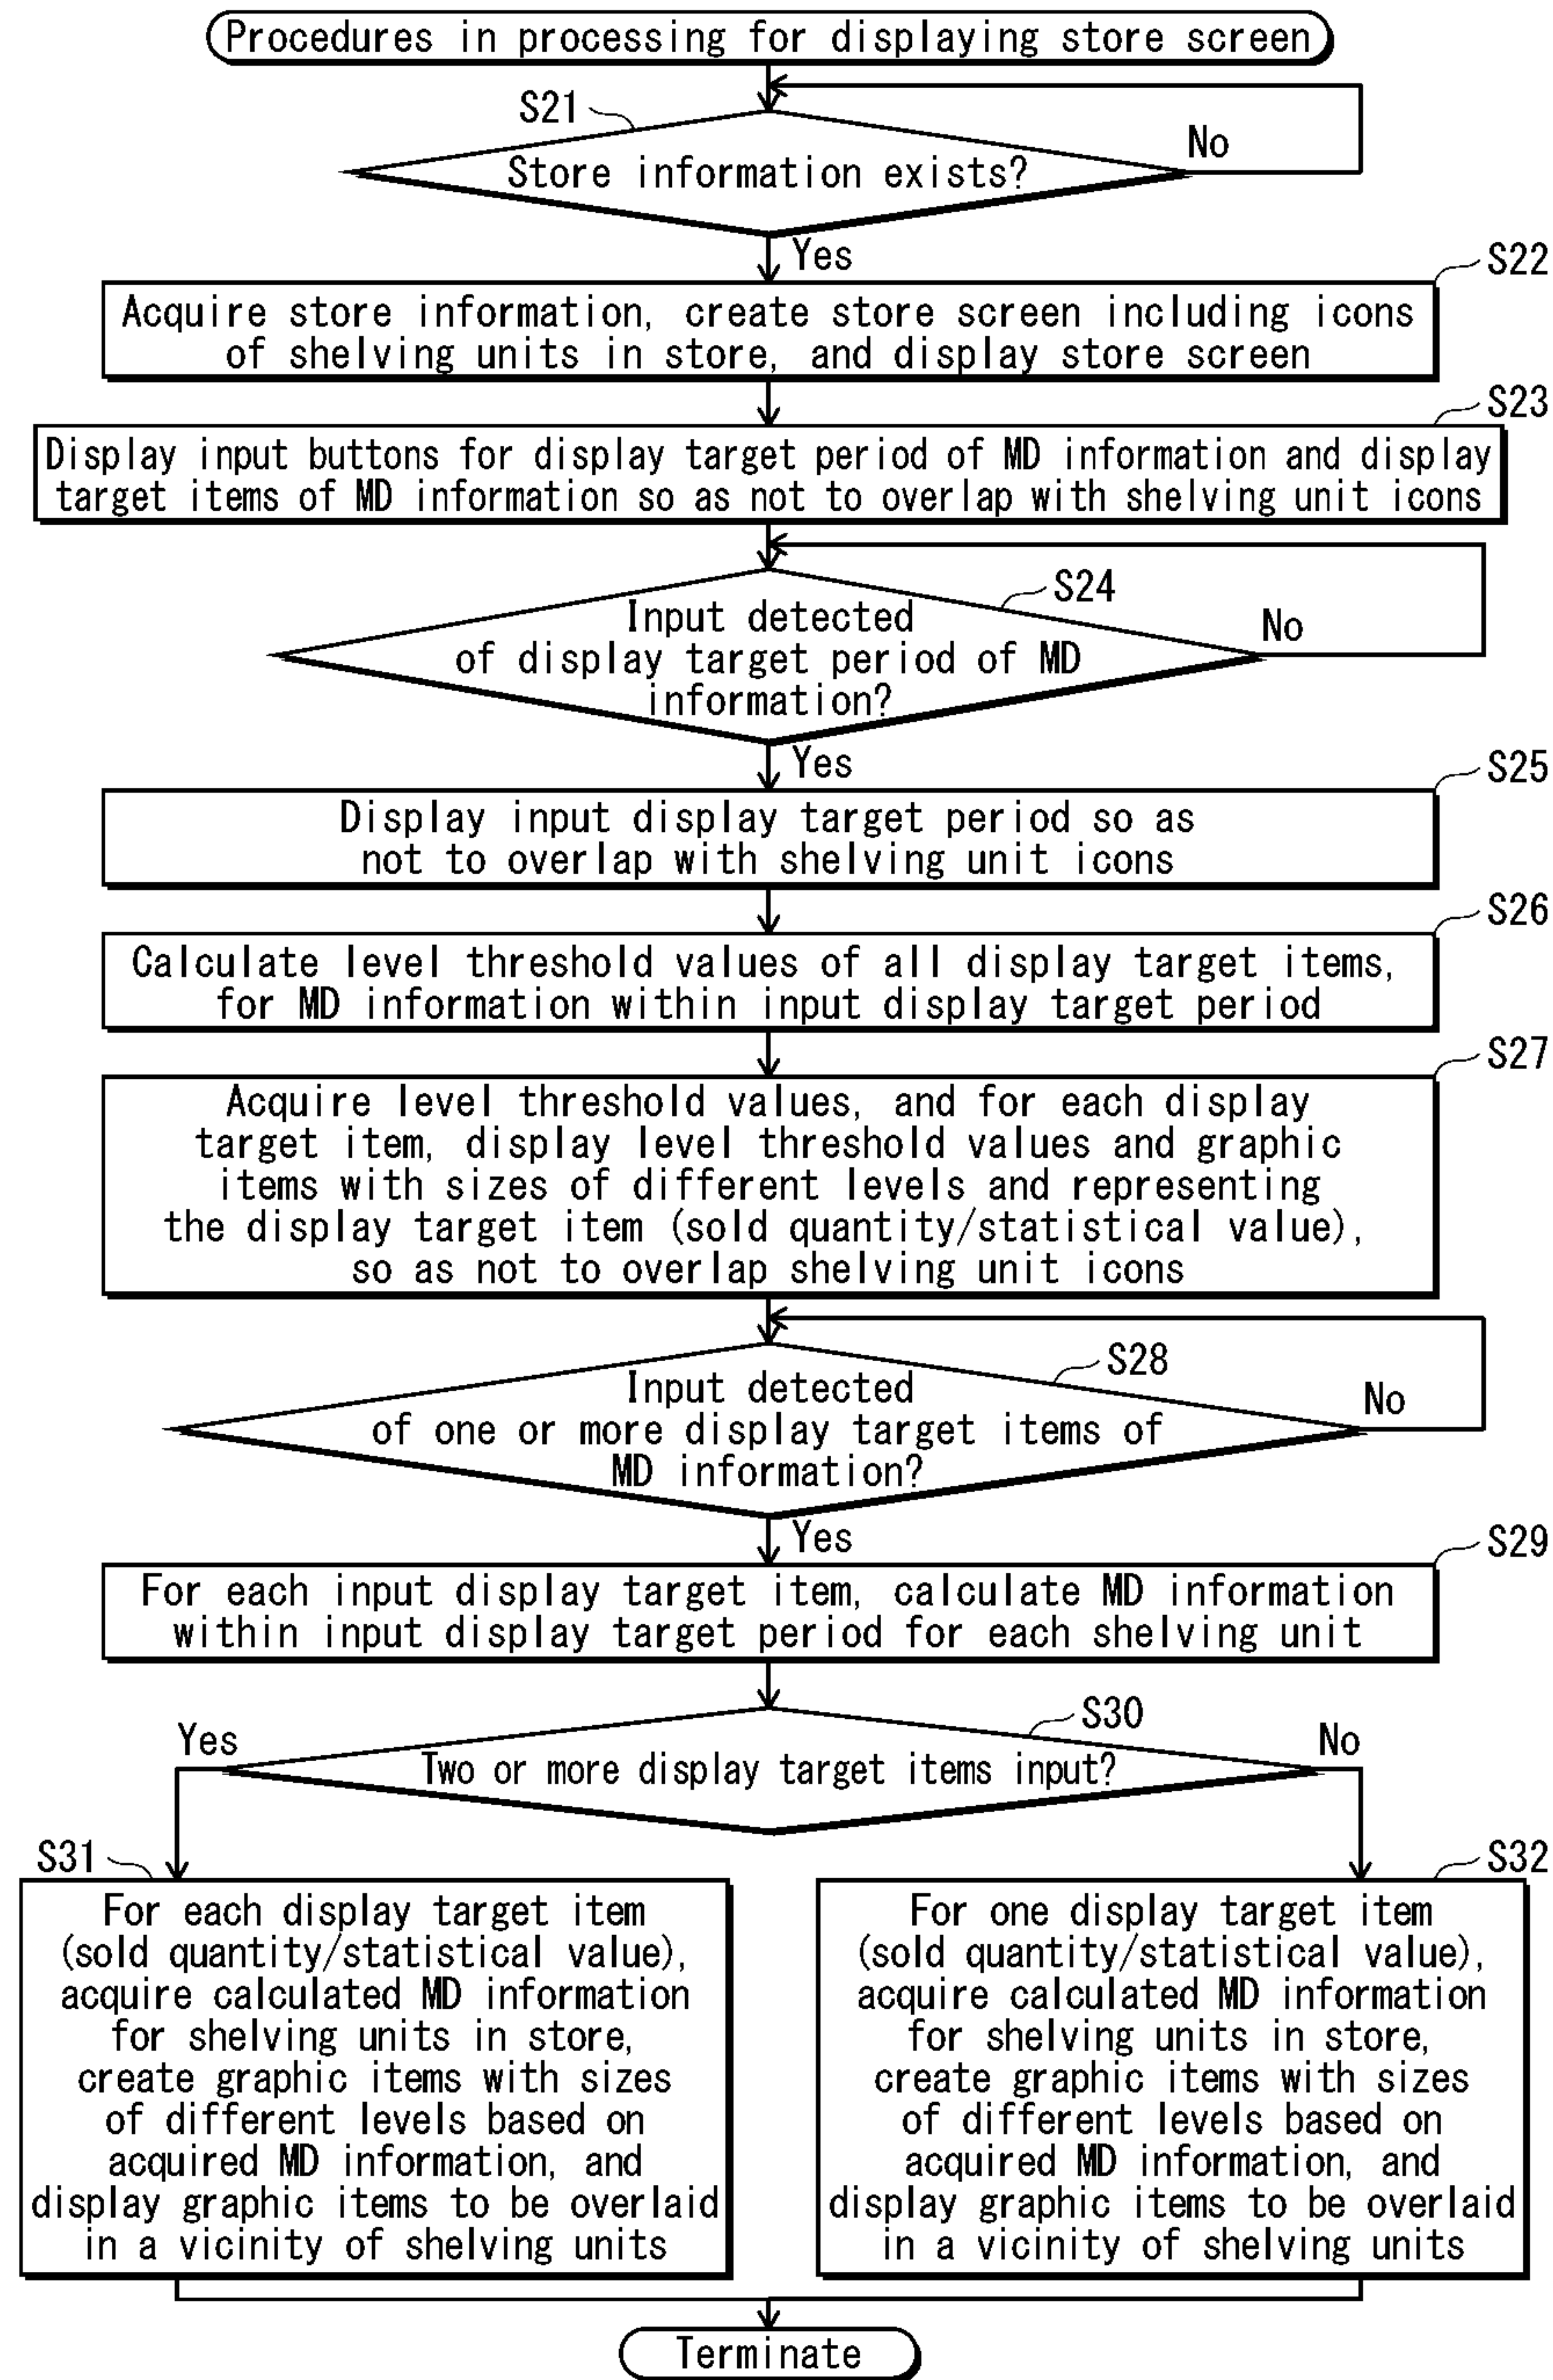 Procedures in processing for displaying store screen
S21
Store information exists?
No
Yes
S22
Acquire store information, create store screen including icons
of shelving units in store, and display store screen
S23
Display input buttons for display target period of MD information and display
target items of MD information so as not to overlap with shelving unit icons
S24
Input detected
of display target period of MD
information?
No
Yes
S25
Display input display target period so as
not to overlap with shelving unit icons
S26
Calculate level threshold values of all display target items,
for MD information within input display target period
S27
Acquire level threshold values, and for each display
target item, display level threshold values and graphic
items with sizes of different levels and representing
the display target item (sold quantity/statistical value),
so as not to overlap shelving unit icons
S28
Input detected
of one or more display target items of
MD information?
No
Yes
S29
For each input display target item, calculate MD information
within input display target period for each shelving unit
S30
Yes
Two or more display target items input?
No
S31
For each display target item
(sold quantity/statistical value),
acquire calculated MD information
for shelving units in store,
create graphic items with sizes
of different levels based on
acquired MD information, and
display graphic items to be overlaid
in a vicinity of shelving units
S32
For one display target item
(sold quantity/statistical value),
acquire calculated MD information
for shelving units in store,
create graphic items with sizes
of different levels based on
acquired MD information, and
display graphic items to be overlaid
in a vicinity of shelving units
Terminate